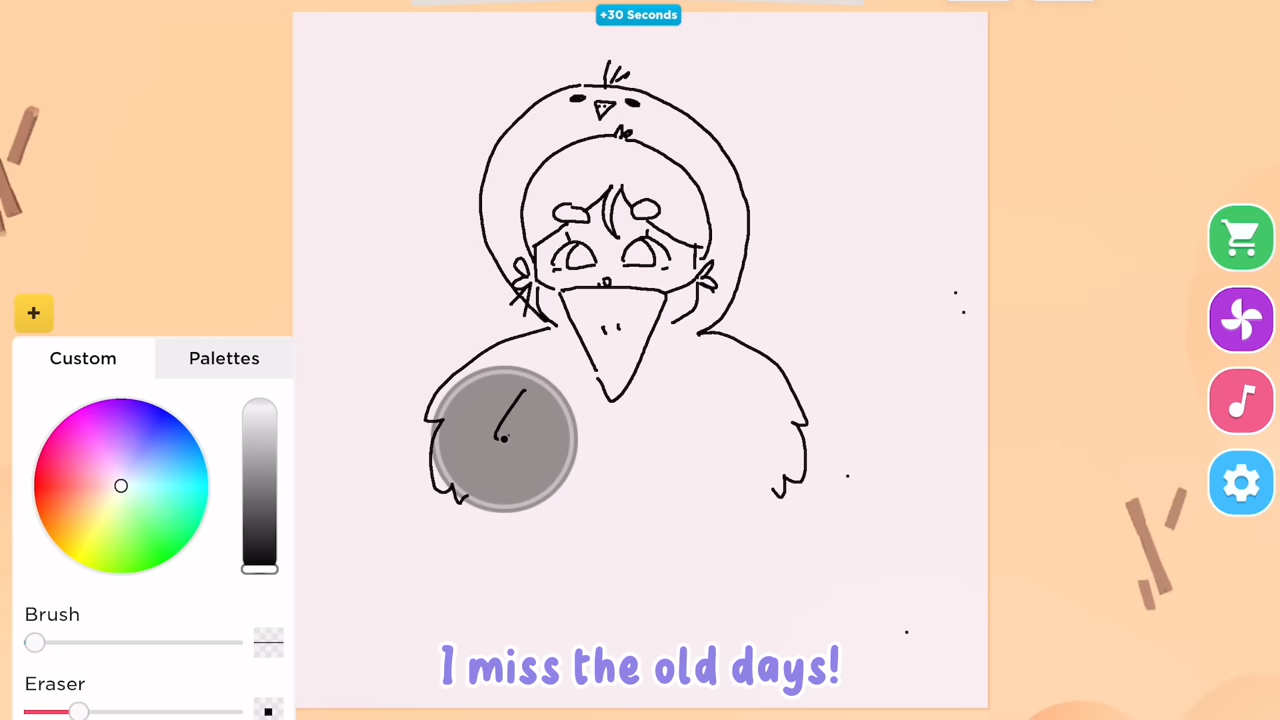 +30 Seconds
+
Custom
Palettes
Brush
Eraser
I miss the old days!